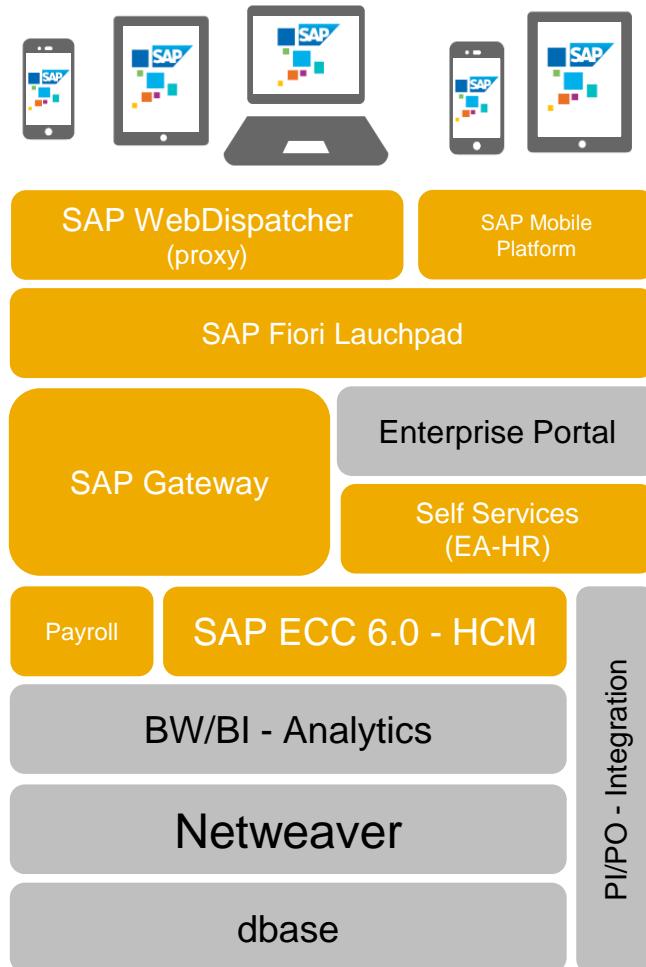 SAP
SAP
SAP
SAP
SAP
SAP WebDispatcher
(proxy)
SAP Mobile
Platform
SAP Fiori Lauchpad
SAP Gateway
Enterprise Portal
Self Services
(EA-HR)
Payroll
SAP ECC 6.0 - HCM
PI/PO - Integration
BW/BI - Analytics
Netweaver
dbase